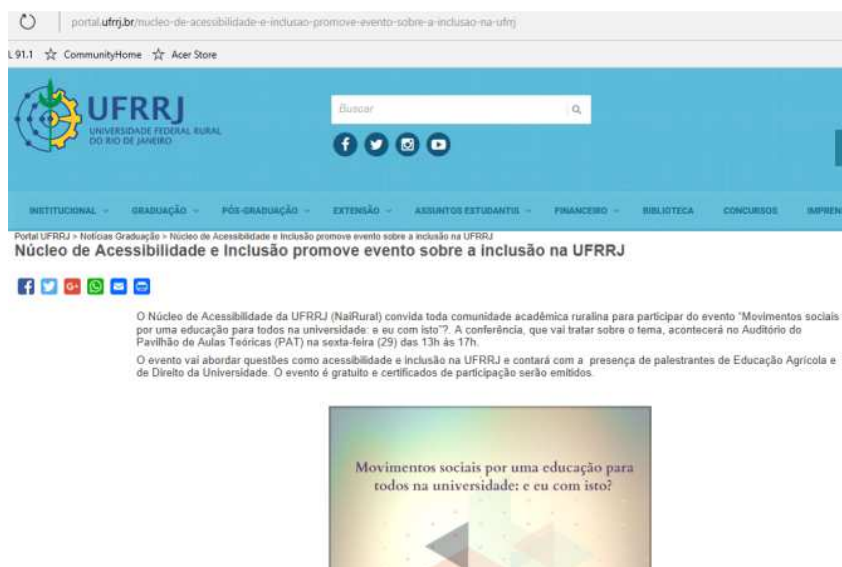 portal.ufrrj.br/nucleo-de-acessibilidade-e-inclusao-promove-evento-sobre-a-inclusao-na-ufrrj
L 91.1 CommunityHome Acer Store
UFRRJ
UNIVERSIDADE FEDERAL RURAL
DO RIO DE JANEIRO
Buscar
INSTITUCIONAL GRADUAÇÃO PÓS-GRADUAÇÃO EXTENSÃO ASSUNTOS ESTUDANTIS FINANCEIRO BIBLIOTECA CONCURSOS IMPREN
Portal UFRRJ > Notícias Graduação > Núcleo de Acessibilidade e Inclusão promove evento sobre a inclusão na UFRRJ
Núcleo de Acessibilidade e Inclusão promove evento sobre a inclusão na UFRRJ
O Núcleo de Acessibilidade da UFRRJ (NaiRural) convida toda comunidade acadêmica ruralina para participar do evento "Movimentos sociais
por uma educação para todos na universidade: e eu com isto"?. A conferência, que vai tratar sobre o tema, acontecerá no Auditório do
Pavilhão de Aulas Teóricas (PAT) na sexta-feira (29) das 13h às 17h.
O evento vai abordar questões como acessibilidade e inclusão na UFRRJ e contará com a presença de palestrantes de Educação Agrícola e
de Direito da Universidade. O evento é gratuito e certificados de participação serão emitidos.
Movimentos sociais por uma educação para
todos na universidade: e eu com isto?